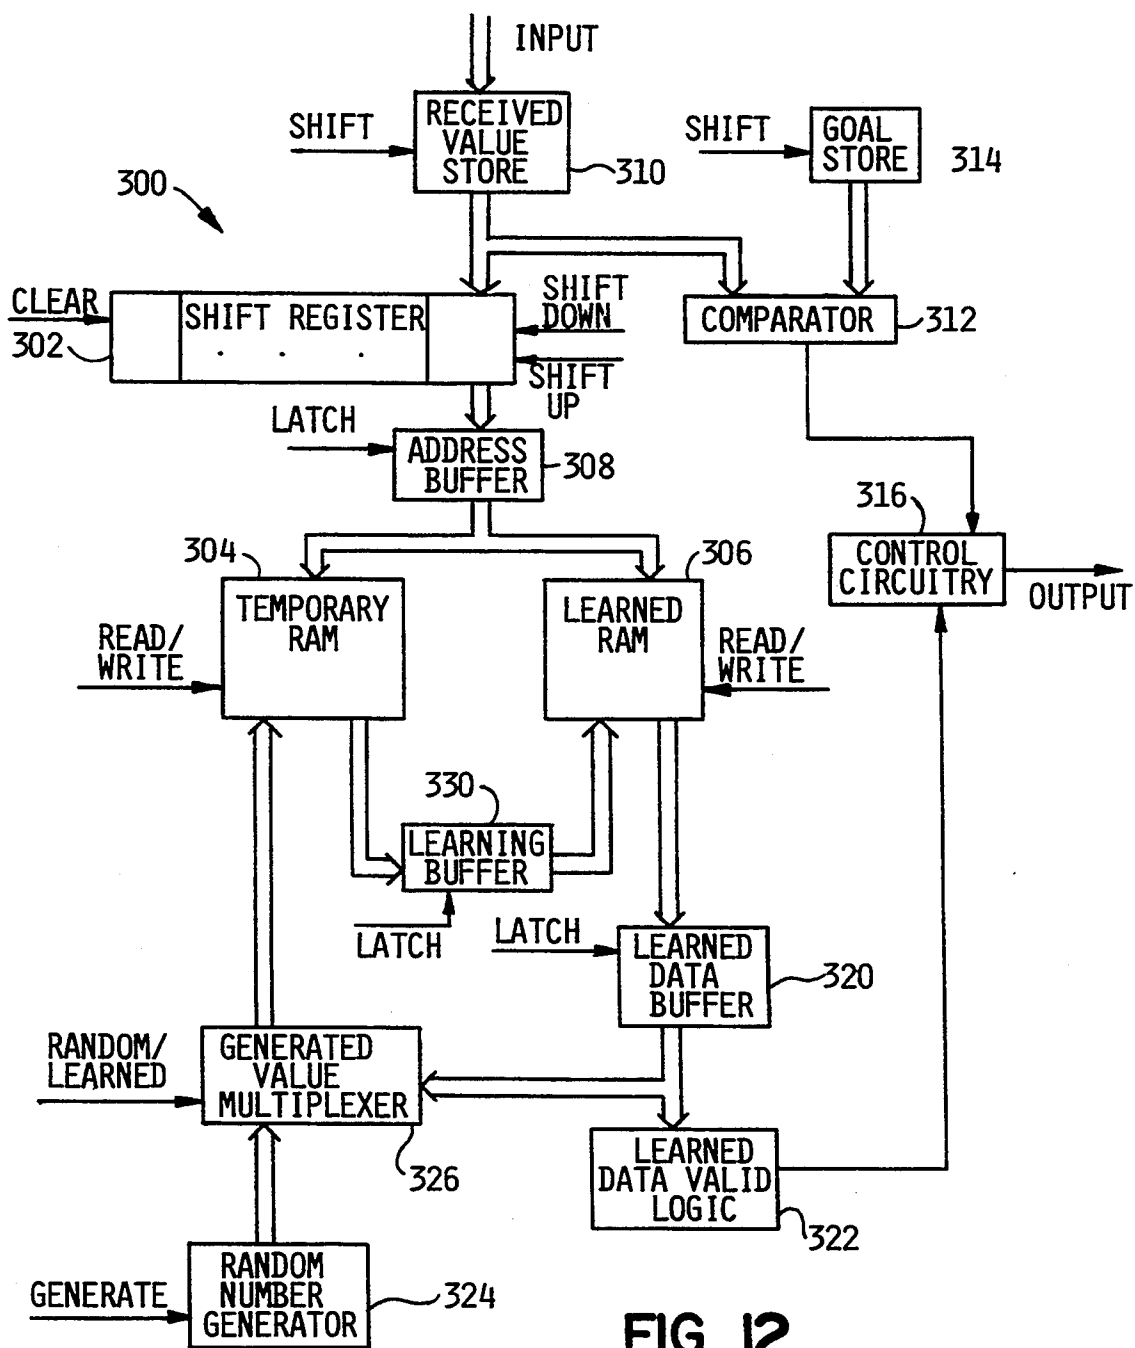 INPUT
RECEIVED
VALUE
STORE
SHIFT
310
SHIFT
GOAL
STORE
314
300
CLEAR
302
SHIFT REGISTER
. . .
SHIFT
DOWN
SHIFT
UP
COMPARATOR
312
LATCH
ADDRESS
BUFFER
308
316
CONTROL
CIRCUITRY
OUTPUT
304
TEMPORARY
RAM
READ/
WRITE
306
LEARNED
RAM
READ/
WRITE
330
LEARNING
BUFFER
LATCH
LATCH
LEARNED
DATA
BUFFER
320
RANDOM/
LEARNED
GENERATED
VALUE
MULTIPLEXER
326
LEARNED
DATA VALID
LOGIC
322
GENERATE
RANDOM
NUMBER
GENERATOR
324
FIG. 12